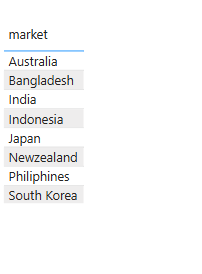 market
Australia
Bangladesh
India
Indonesia
Japan
Newzealand
Philiphines
South Korea